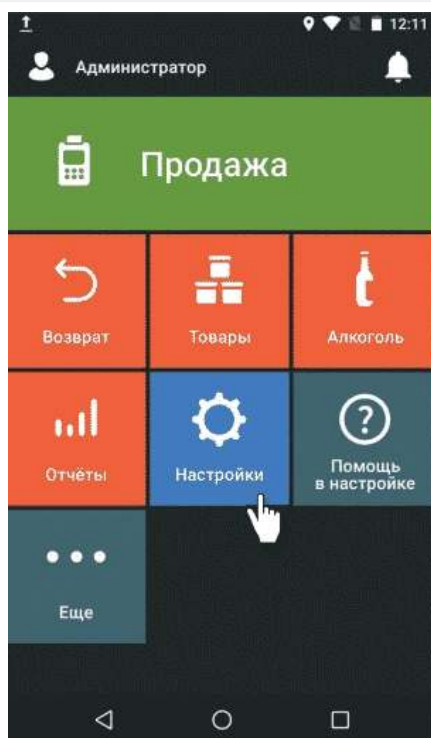 12:11
Администратор
Продажа
Возврат
Товары
Алкоголь
Отчёты
Настройки
Помощь
в настройке
Еще